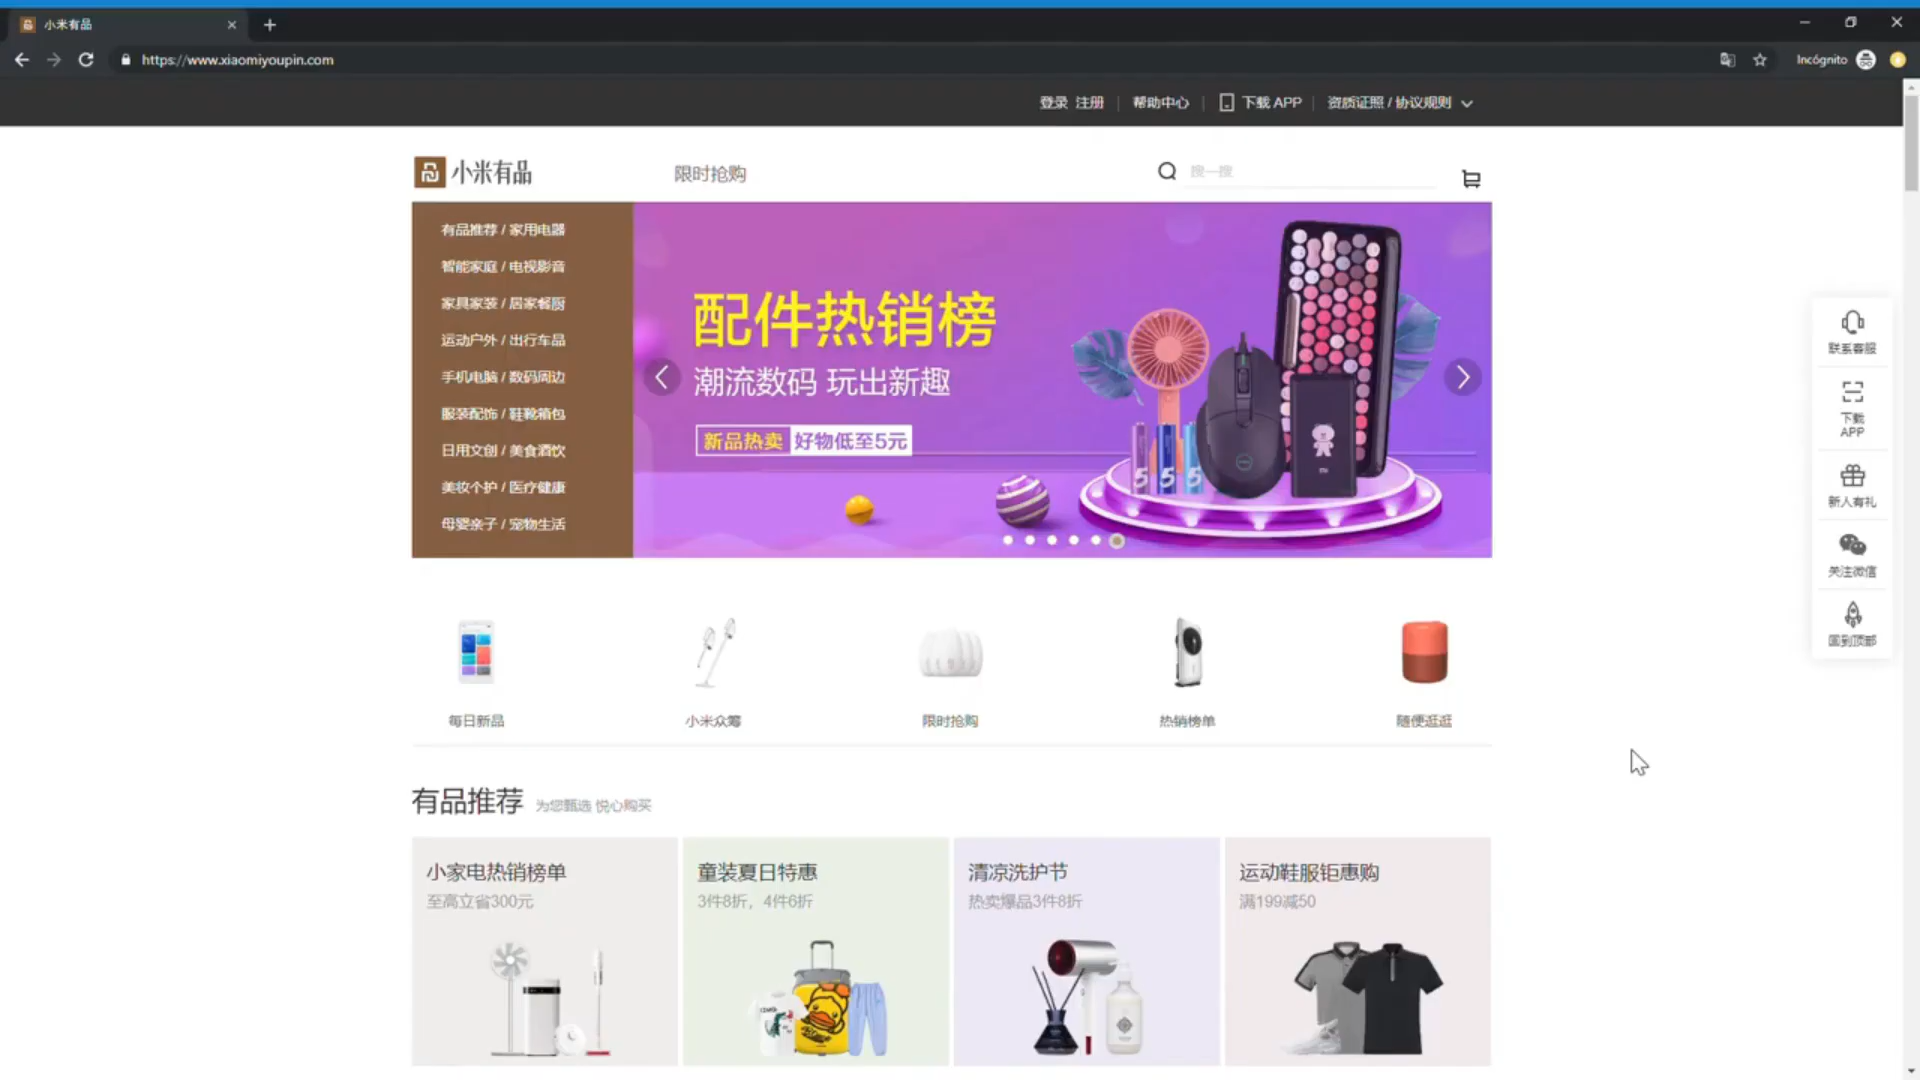 小米有品
https://www.xiaomiyoupin.com
Incógnito
登录 注册 帮助中心 下载 APP 资质证照 / 协议规则
小米有品
限时抢购
搜一搜
有品推荐 / 家用电器
智能家庭 / 电视影音
家具家装 / 居家餐厨
运动户外 / 出行车品
手机电脑 / 数码周边
服装配饰 / 鞋靴箱包
日用文创 / 美食酒饮
美妆个护 / 医疗健康
母婴亲子 / 宠物生活
配件热销榜
潮流数码 玩出新趣
新品热卖 好物低至5元
5 5 5
mi
联系客服
下载
APP
新人有礼
关注微信
回到顶部
每日新品
小米众筹
限时抢购
热销榜单
随便逛逛
有品推荐 为您甄选 悦心购买
小家电热销榜单
至高立省300元
童装夏日特惠
3件8折，4件6折
清凉洗护节
热卖爆品3件8折
运动鞋服钜惠购
满199减50